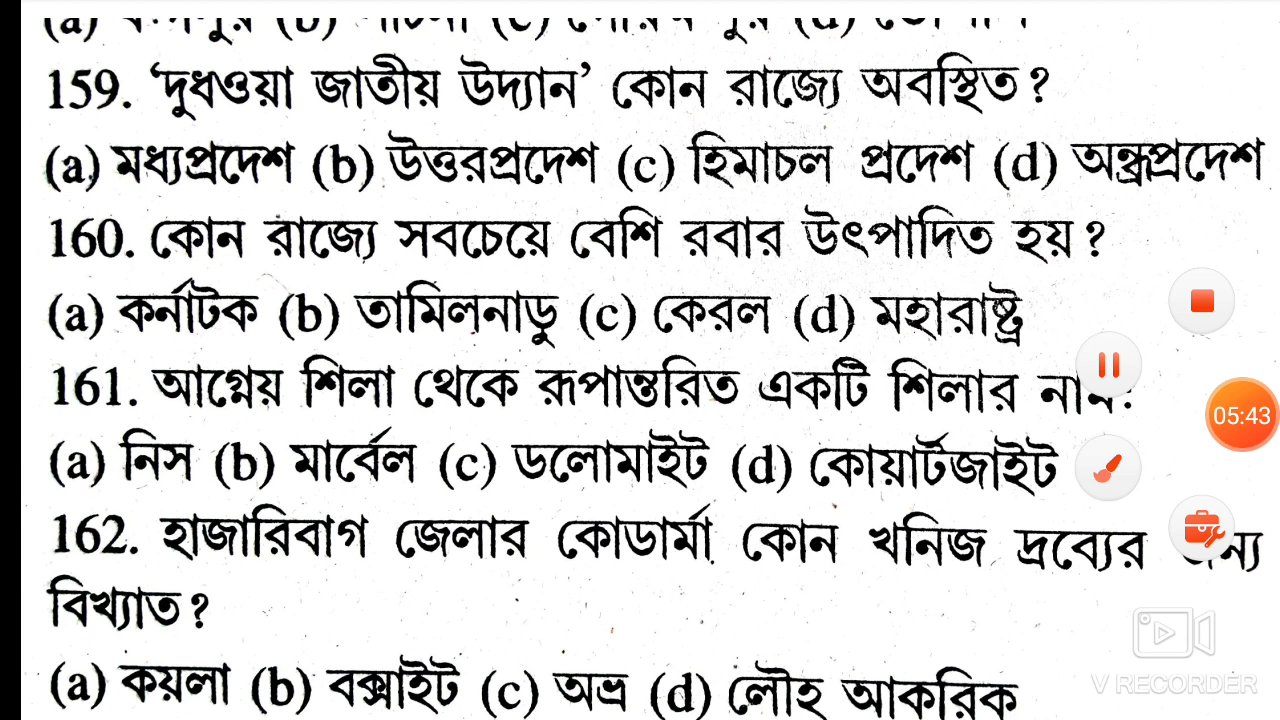 159. ‘দুধওয়া জাতীয় উদ্যান’ কোন রাজ্যে অবস্থিত?
(a) মধ্যপ্রদেশ (b) উত্তরপ্রদেশ (c) হিমাচল প্রদেশ (d) অন্ধ্রপ্রদেশ
160. কোন রাজ্যে সবচেয়ে বেশি রবার উৎপাদিত হয়?
(a) কর্নাটক (b) তামিলনাড়ু (c) কেরল (d) মহারাষ্ট্র
161. আগ্নেয় শিলা থেকে রূপান্তরিত একটি শিলার
(a) নিস (b) মার্বেল (c) ডলোমাইট (d) কোয়ার্টজাইট
05:43
162. হাজারিবাগ জেলার কোডার্মা কোন খনিজ দ্রব্যের
বিখ্যাত?
(a) কয়লা (b) বক্সাইট (c) অভ্র (d) লৌহ আকরিক
V RECORDER